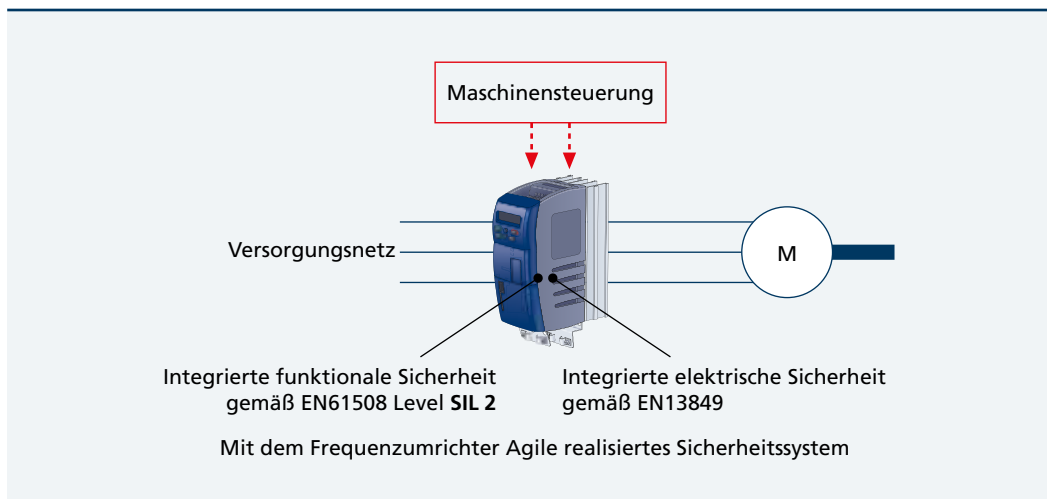 Maschinensteuerung
Versorgungsnetz
M
Integrierte funktionale Sicherheit
gemäß EN61508 Level SIL 2
Integrierte elektrische Sicherheit
gemäß EN13849
Mit dem Frequenzumrichter Agile realisiertes Sicherheitssystem